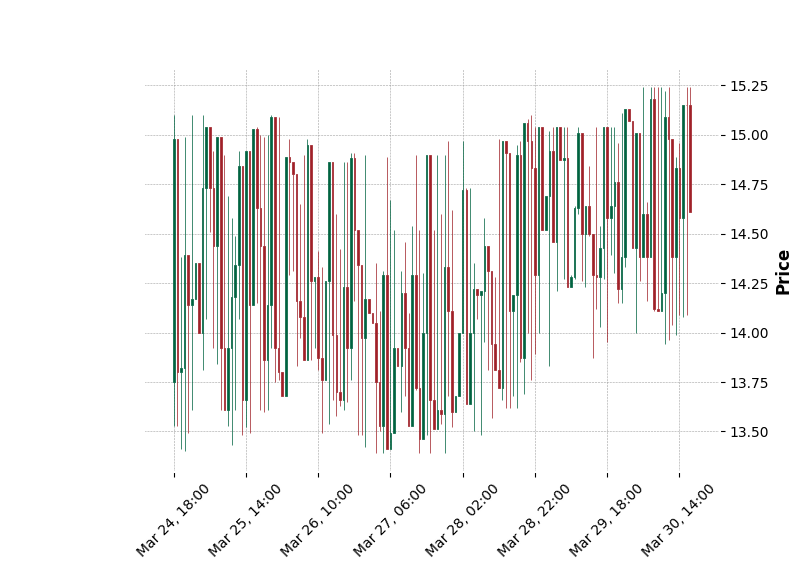 15.25
15.00
14.75
14.50
14.25
14.00
13.75
13.50
Price
Mar 24, 18:00
Mar 25, 14:00
Mar 26, 10:00
Mar 27, 06:00
Mar 28, 02:00
Mar 28, 22:00
Mar 29, 18:00
Mar 30, 14:00